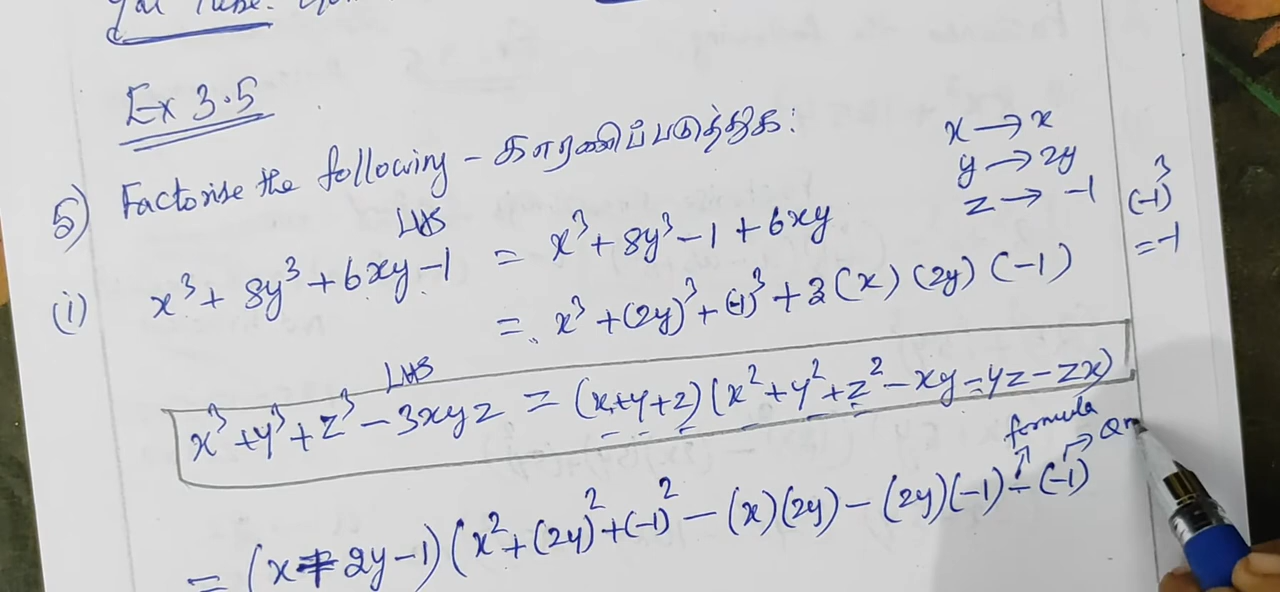 Ex 3.5
5) Factorise the following - காரணிப்படுத்துக:
x → x
y → 2y
z → -1
(-1)³
= -1
LHS
(i) x³ + 8y³ + 6xy - 1 = x³ + 8y³ - 1 + 6xy
= x³ + (2y)³ + (-1)³ + 3(x)(2y)(-1)
LHS
x³ + y³ + z³ - 3xyz = (x+y+z)(x² + y² + z² - xy - yz - zx)
formula
= (x + 2y - 1)(x² + (2y)² + (-1)² - (x)(2y) - (2y)(-1) - (-1)